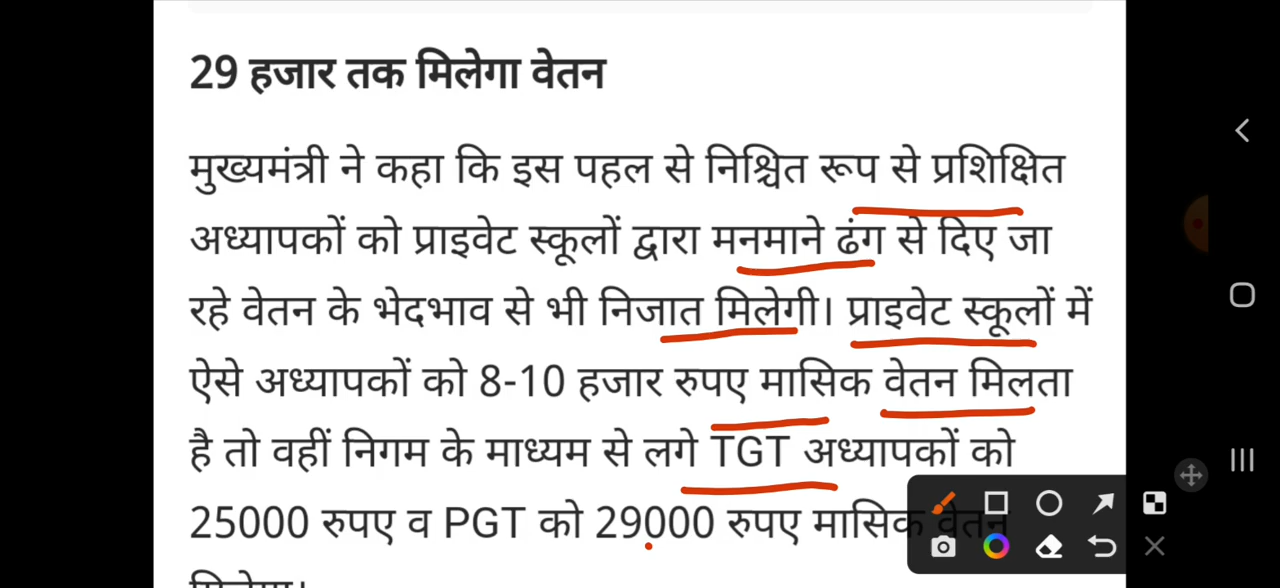 29 हजार तक मिलेगा वेतन
मुख्यमंत्री ने कहा कि इस पहल से निश्चित रूप से प्रशिक्षित
अध्यापकों को प्राइवेट स्कूलों द्वारा मनमाने ढंग से दिए जा
रहे वेतन के भेदभाव से भी निजात मिलेगी। प्राइवेट स्कूलों में
ऐसे अध्यापकों को 8-10 हजार रुपए मासिक वेतन मिलता
है तो वहीं निगम के माध्यम से लगे TGT अध्यापकों को
25000 रुपए व PGT को 29000 रुपए मासिक वेतन